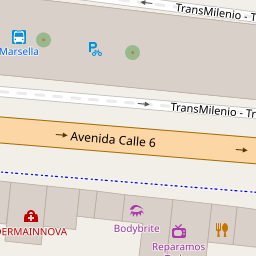 TransMilenio - T
Marsella
TransMilenio - Tr
Avenida Calle 6
Bodybrite
DERMAINNOVA
Reparamos